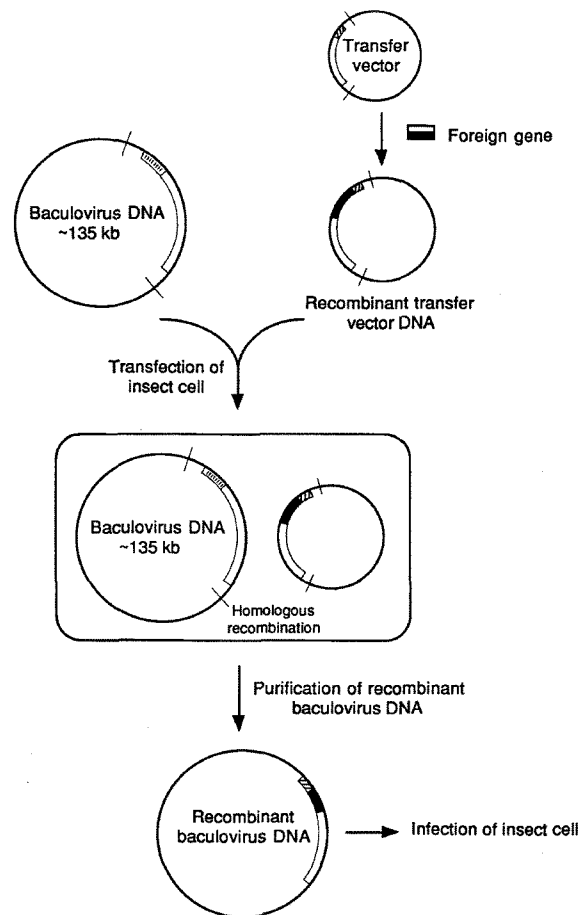 Transfer
vector
Foreign gene
Baculovirus DNA
~135 kb
Recombinant transfer
vector DNA
Transfection of
insect cell
Baculovirus DNA
~135 kb
Homologous
recombination
Purification of recombinant
baculovirus DNA
Recombinant
baculovirus DNA
Infection of insect cell